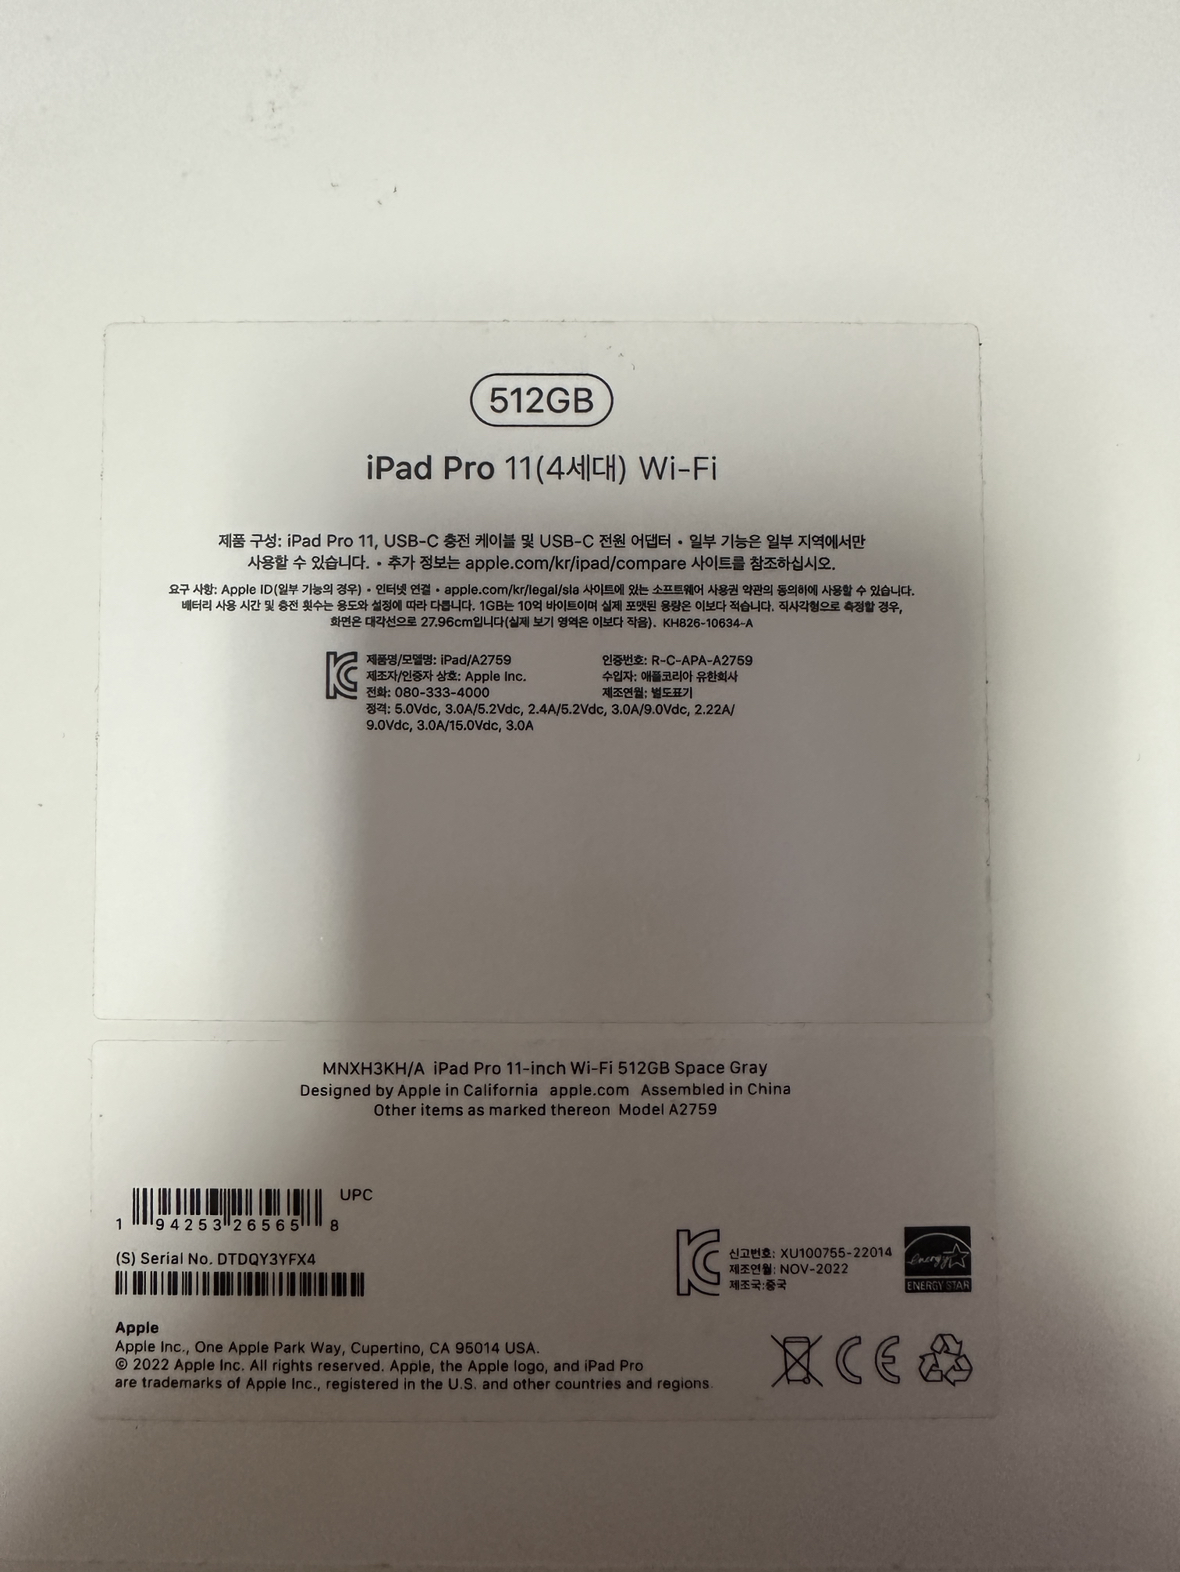 512GB
iPad Pro 11(4세대) Wi-Fi
제품 구성: iPad Pro 11, USB-C 충전 케이블 및 USB-C 전원 어댑터 • 일부 기능은 일부 지역에서만
사용할 수 있습니다. • 추가 정보는 apple.com/kr/ipad/compare 사이트를 참조하십시오.
요구 사항: Apple ID(일부 기능의 경우) • 인터넷 연결 • apple.com/kr/legal/sla 사이트에 있는 소프트웨어 사용권 약관의 동의하에 사용할 수 있습니다.
배터리 사용 시간 및 충전 횟수는 용도와 설정에 따라 다릅니다. 1GB는 10억 바이트이며 실제 포맷된 용량은 이보다 적습니다. 직사각형으로 측정할 경우,
화면은 대각선으로 27.96cm입니다(실제 보기 영역은 이보다 작음). KH826-10634-A
제품명/모델명: iPad/A2759 인증번호: R-C-APA-A2759
제조자/인증자 상호: Apple Inc. 수입자: 애플코리아 유한회사
전화: 080-333-4000 제조연월: 별도표기
정격: 5.0Vdc, 3.0A/5.2Vdc, 2.4A/5.2Vdc, 3.0A/9.0Vdc, 2.22A/
9.0Vdc, 3.0A/15.0Vdc, 3.0A
MNXH3KH/A iPad Pro 11-inch Wi-Fi 512GB Space Gray
Designed by Apple in California apple.com Assembled in China
Other items as marked thereon Model A2759
UPC
1 94253 26565 8
(S) Serial No. DTDQY3YFX4
신고번호: XU100755-22014
제조연월: NOV-2022
제조국:중국
energy
ENERGY STAR
Apple
Apple Inc., One Apple Park Way, Cupertino, CA 95014 USA.
© 2022 Apple Inc. All rights reserved. Apple, the Apple logo, and iPad Pro
are trademarks of Apple Inc., registered in the U.S. and other countries and regions.